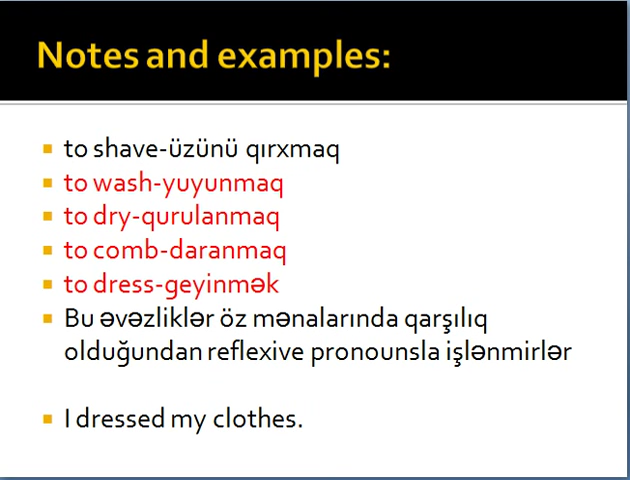 Notes and examples:
to shave-üzünü qırxmaq
to wash-yuyunmaq
to dry-qurulanmaq
to comb-daranmaq
to dress-geyinmək
Bu əvəzliklər öz mənalarında qarşılıq
olduğundan reflexive pronounsla işlənmirlər
I dressed my clothes.